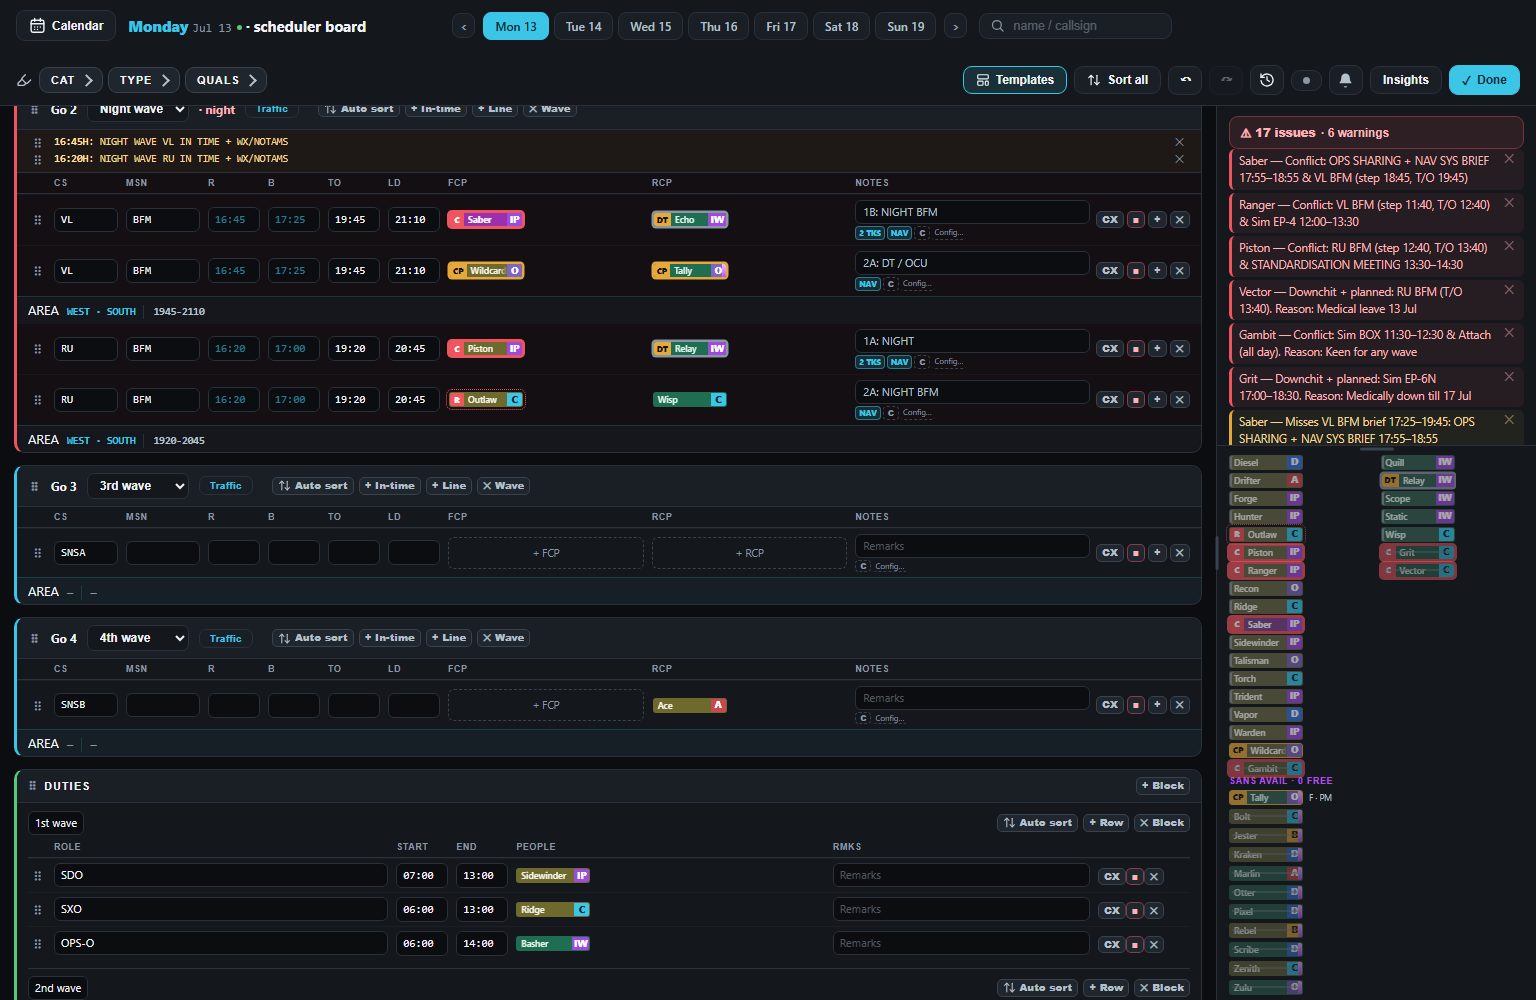 Calendar
Monday Jul 13 • · scheduler board
Mon 13
Tue 14
Wed 15
Thu 16
Fri 17
Sat 18
Sun 19
name / callsign
CAT
TYPE
QUALS
Templates
Sort all
Insights
✓ Done
Go 2 Night wave · night Traffic Auto sort + In-time + Line X Wave
16:45H: NIGHT WAVE VL IN TIME + WX/NOTAMS
16:20H: NIGHT WAVE RU IN TIME + WX/NOTAMS
CS MSN R B TO LD FCP RCP NOTES
VL BFM 16:45 17:25 19:45 21:10 C Saber IP DT Echo IW 1B: NIGHT BFM CX + X
2 TKS NAV C Config...
VL BFM 16:45 17:25 19:45 21:10 CP Wildcard O CP Tally O 2A: DT / OCU CX + X
NAV C Config...
AREA WEST · SOUTH 1945-2110
RU BFM 16:20 17:00 19:20 20:45 C Piston IP DT Relay IW 1A: NIGHT CX + X
2 TKS NAV C Config...
RU BFM 16:20 17:00 19:20 20:45 R Outlaw C Wisp C 2A: NIGHT BFM CX + X
NAV C Config...
AREA WEST · SOUTH 1920-2045
Go 3 3rd wave Traffic Auto sort + In-time + Line X Wave
CS MSN R B TO LD FCP RCP NOTES
SNSA + FCP + RCP Remarks CX + X
C Config...
AREA – –
Go 4 4th wave Traffic Auto sort + In-time + Line X Wave
CS MSN R B TO LD FCP RCP NOTES
SNSB + FCP Ace A Remarks CX + X
C Config...
AREA – –
DUTIES + Block
1st wave Auto sort + Row X Block
ROLE START END PEOPLE RMKS
SDO 07:00 13:00 Sidewinder IP Remarks CX X
SXO 06:00 13:00 Ridge C Remarks CX X
OPS-O 06:00 14:00 Basher IW Remarks CX X
2nd wave Auto sort + Row X Block
⚠ 17 issues · 6 warnings
Saber — Conflict: OPS SHARING + NAV SYS BRIEF
17:55–18:55 & VL BFM (step 18:45, T/O 19:45)
Ranger — Conflict: VL BFM (step 11:40, T/O 12:40)
& Sim EP-4 12:00–13:30
Piston — Conflict: RU BFM (step 12:40, T/O 13:40)
& STANDARDISATION MEETING 13:30–14:30
Vector — Downchit + planned: RU BFM (T/O
13:40). Reason: Medical leave 13 Jul
Gambit — Conflict: Sim BOX 11:30–12:30 & Attach
(all day). Reason: Keen for any wave
Grit — Downchit + planned: Sim EP-6N
17:00–18:30. Reason: Medically down till 17 Jul
Saber — Misses VL BFM brief 17:25–19:45: OPS
SHARING + NAV SYS BRIEF 17:55–18:55
Diesel D
Drifter A
Forge IP
Hunter IP
R Outlaw C
C Piston IP
C Ranger IP
Recon O
Ridge C
C Saber IP
Sidewinder IP
Talisman O
Torch C
Trident IP
Vapor D
Warden IP
CP Wildcard O
C Gambit C
Quill IW
DT Relay IW
Scope IW
Static IW
Wisp C
C Grit C
C Vector C
SANS AVAIL · 0 FREE
CP Tally O F · PM
Bolt C
Jester B
Kraken D
Marlin A
Otter D
Pixel D
Rebel B
Scribe D
Zenith C
Zulu O